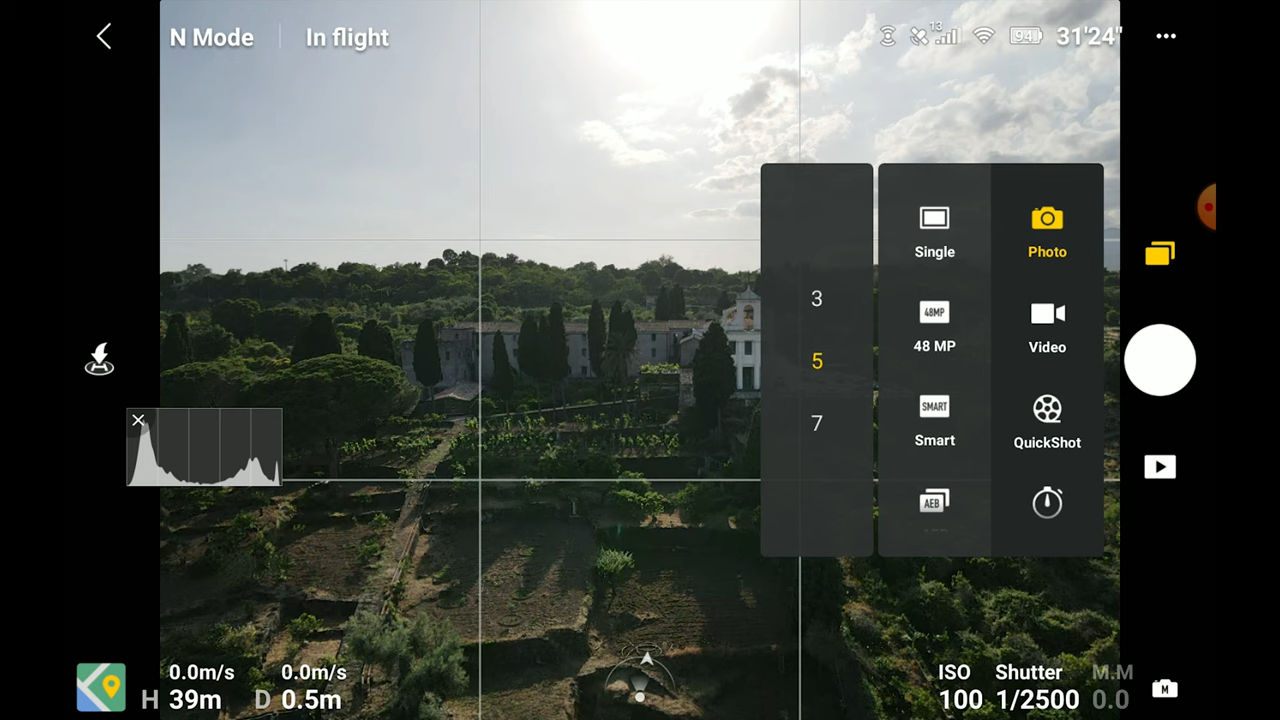 N Mode
In flight
13
94
31'24"
3
5
7
Single
48MP
48 MP
SMART
Smart
AEB
Photo
Video
QuickShot
0.0m/s
0.0m/s
H 39m
D 0.5m
ISO
100
Shutter
1/2500
M.M
0.0
M